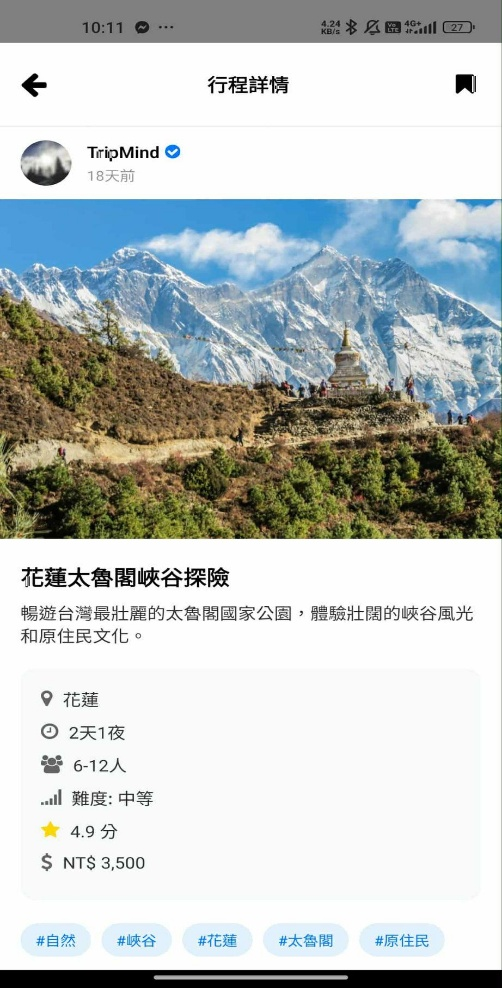 10:11
4.24 KB/s Vo LTE 4G+ 27
行程詳情
TripMind
18天前
花蓮太魯閣峽谷探險
暢遊台灣最壯麗的太魯閣國家公園，體驗壯闊的峽谷風光
和原住民文化。
花蓮
2天1夜
6-12人
難度: 中等
4.9 分
$ NT$ 3,500
#自然 #峽谷 #花蓮 #太魯閣 #原住民